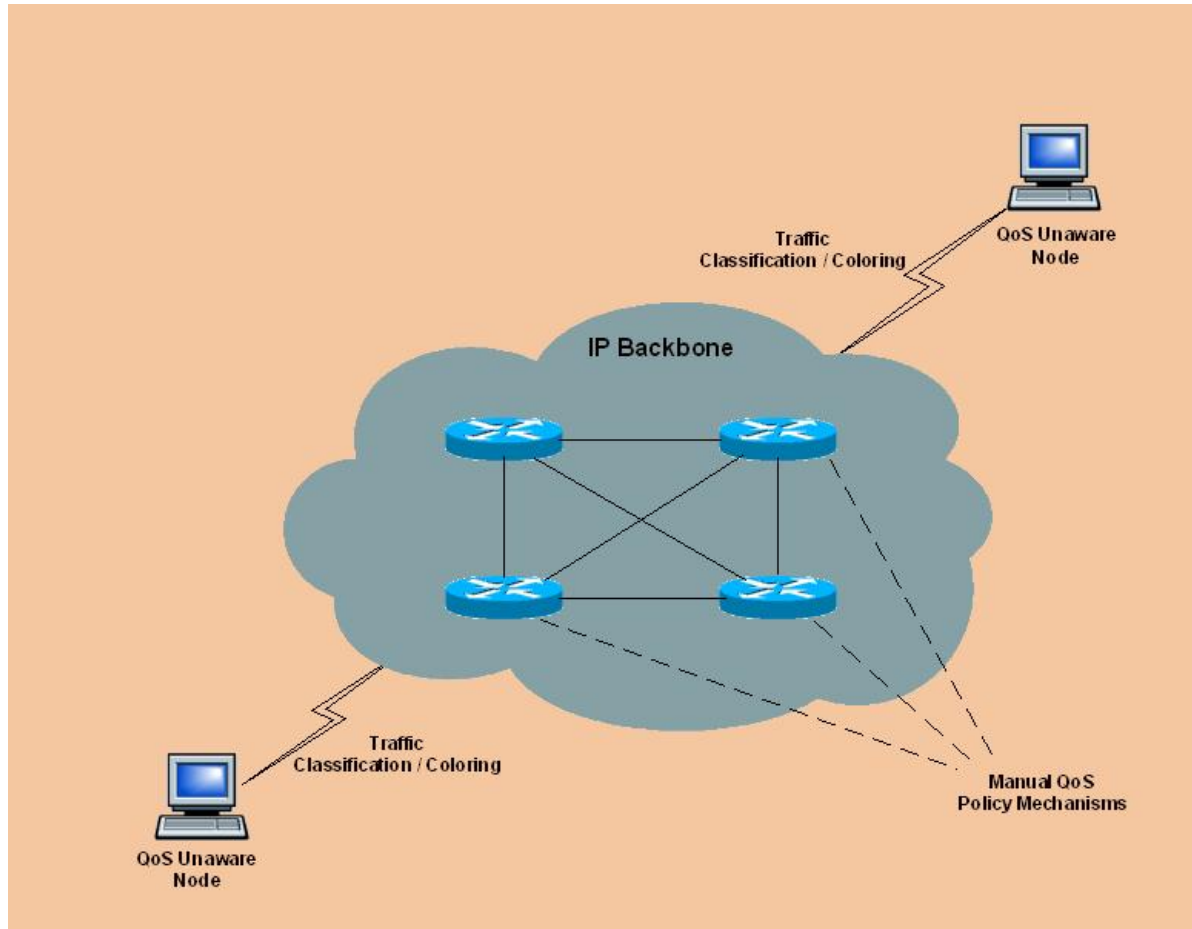 QoS Unaware
Node
Traffic
Classification / Coloring
IP Backbone
Traffic
Classification / Coloring
Manual QoS
Policy Mechanisms
QoS Unaware
Node